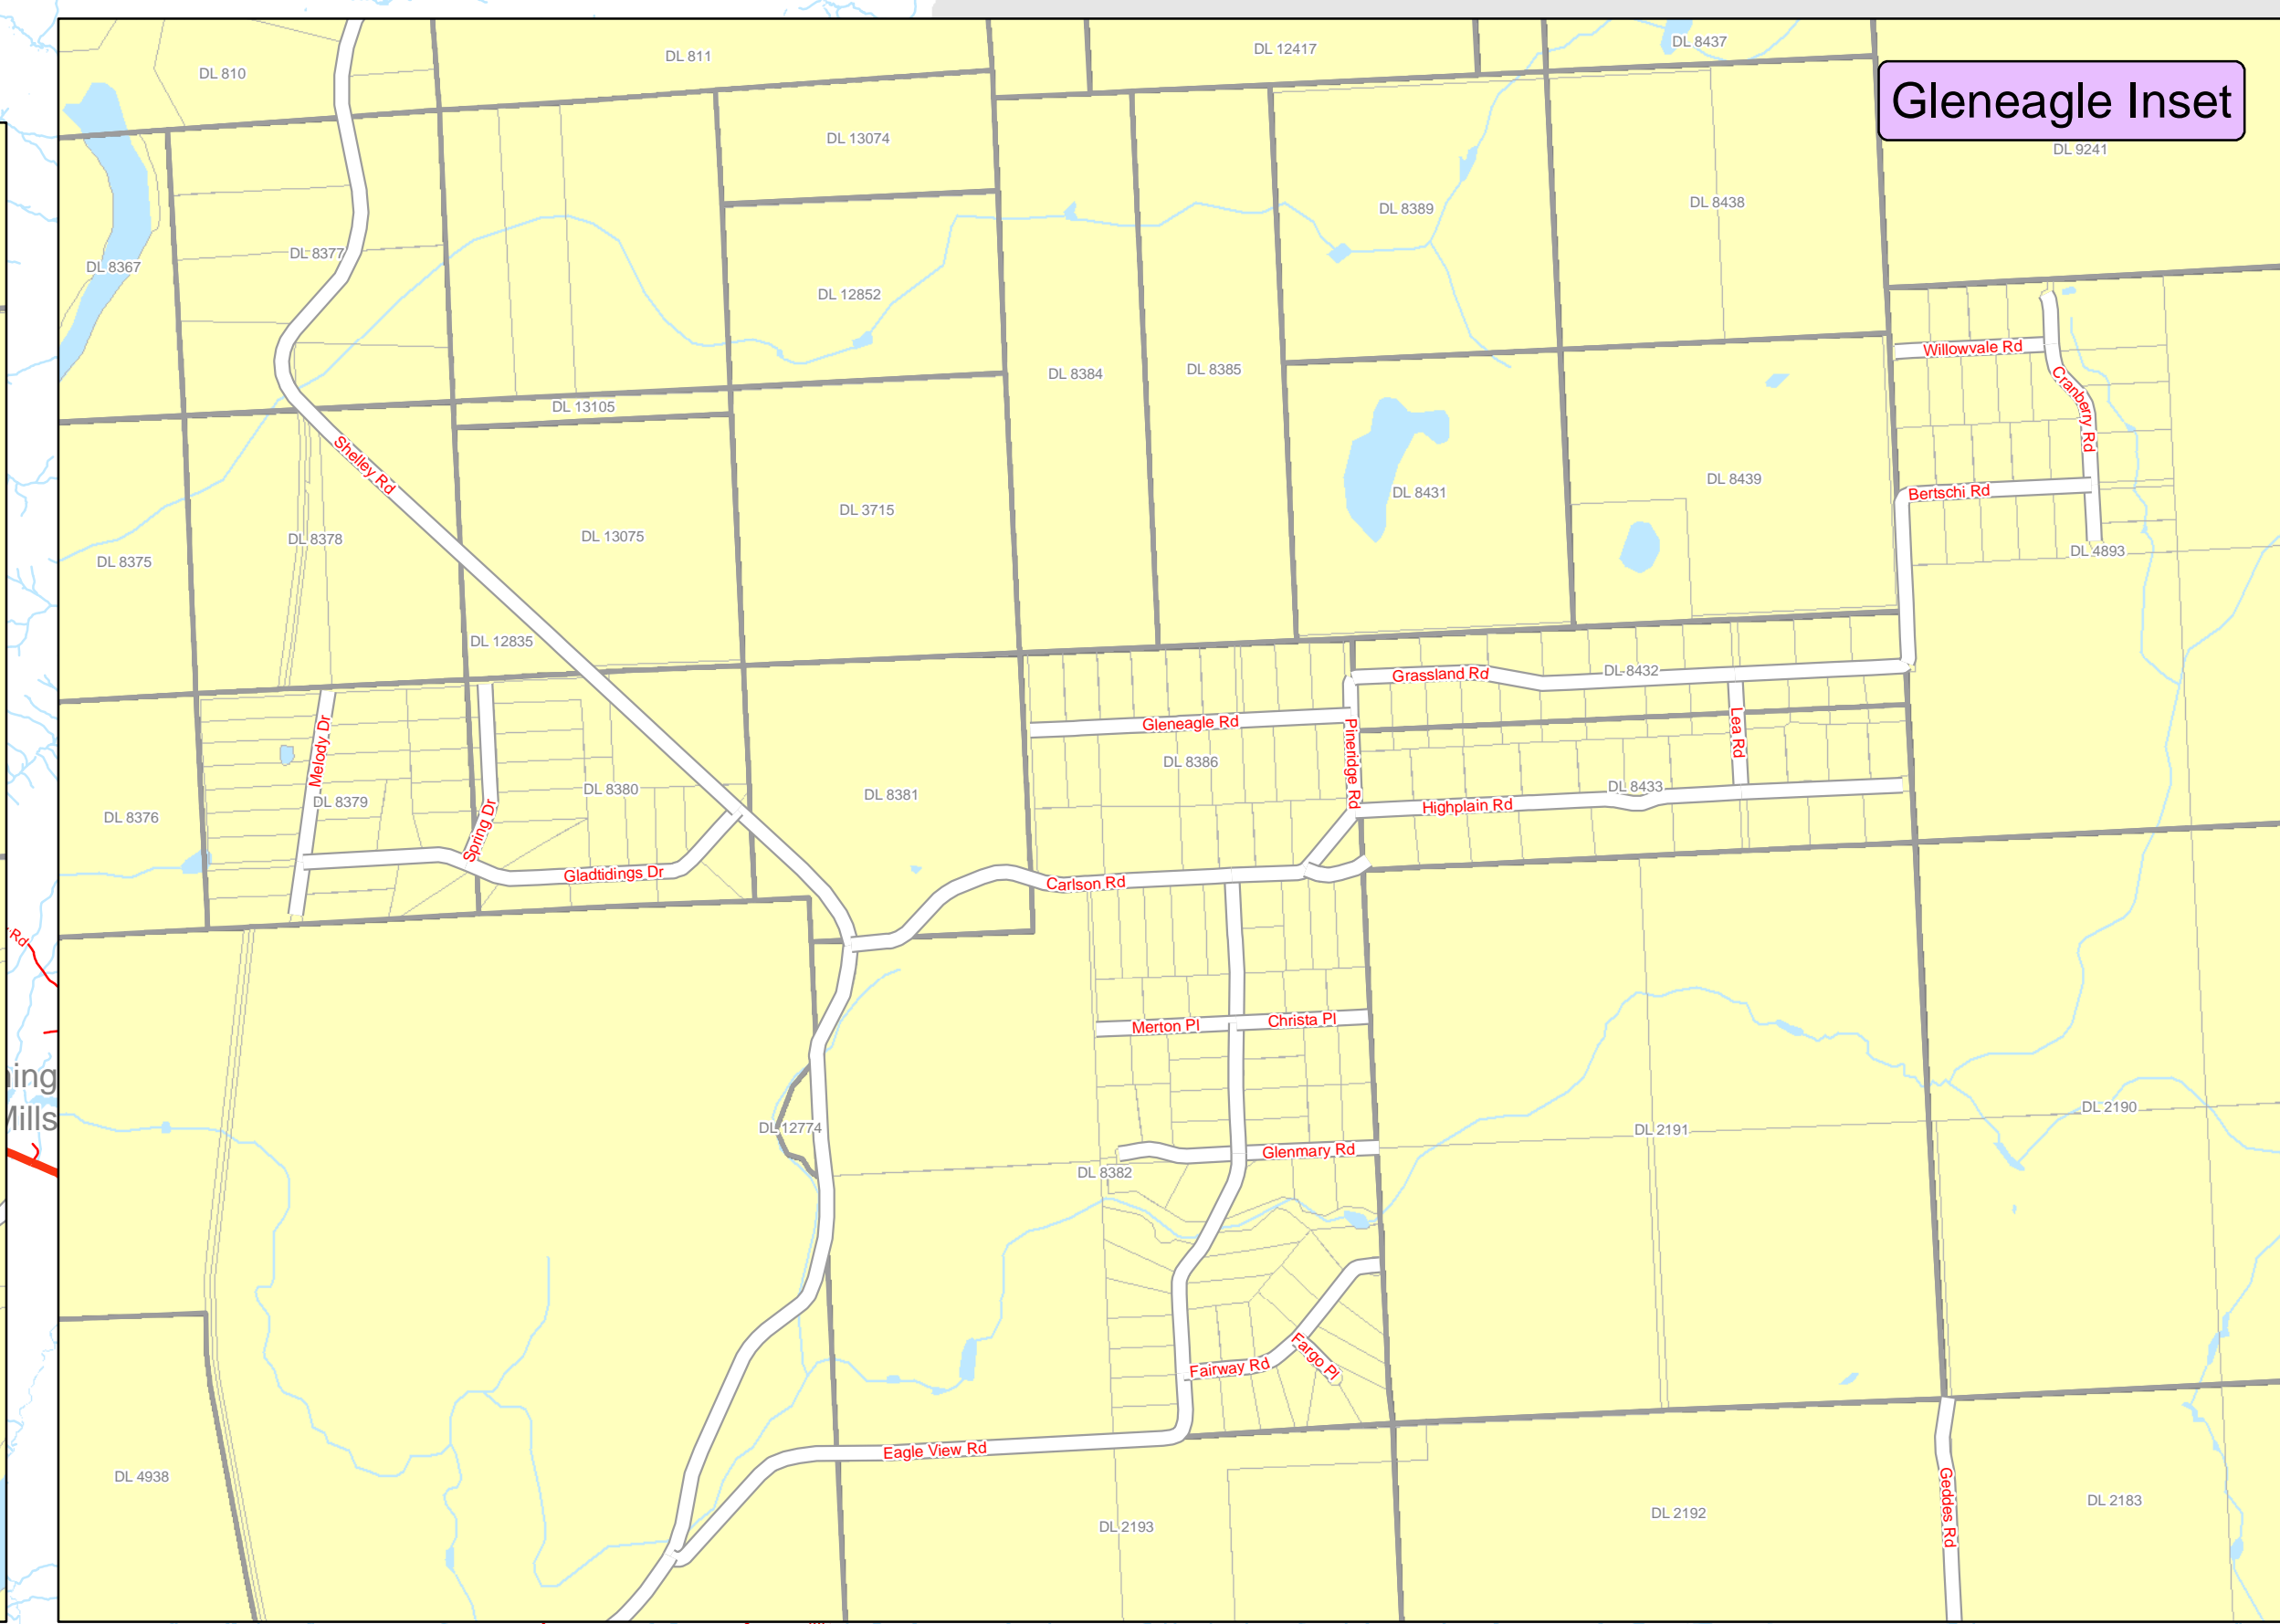 DL 810
DL 811
DL 12417
DL 8437
Gleneagle Inset
DL 13074
DL 9241
DL 8389
DL 8438
DL 8367
DL 8377
DL 12852
Willowvale Rd
Cranberry Rd
DL 8384
DL 8385
DL 13105
Shelley Rd
DL 8431
DL 8439
Bertschi Rd
DL 3715
DL 13075
DL 8378
DL 8375
DL 4893
DL 12835
Grassland Rd
DL 8432
Gleneagle Rd
Pineridge Rd
Lea Rd
Melody Dr
DL 8386
DL 8380
DL 8381
DL 8433
DL 8379
Highplain Rd
DL 8376
Spring Dr
Gladtidings Dr
Carlson Rd
Rd
Merton Pl
Christa Pl
ning
Mills
DL 12774
DL 2190
DL 2191
Glenmary Rd
DL 8382
Fairway Rd
Fargo Pl
Eagle View Rd
DL 4938
Geddes Rd
DL 2183
DL 2192
DL 2193